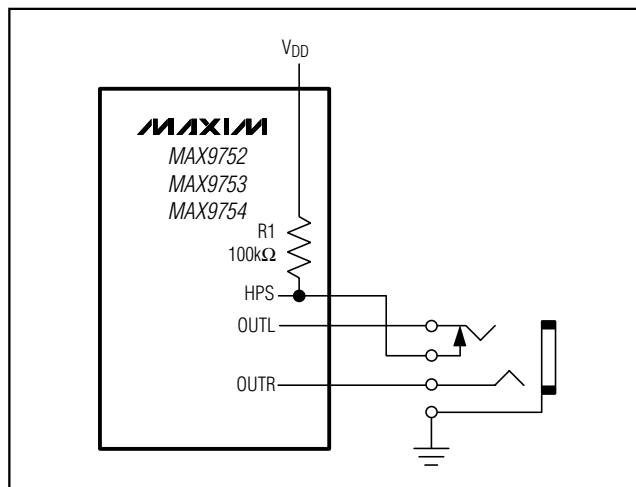 VDD
MAXIM
MAX9752
MAX9753
MAX9754
R1
100kΩ
HPS
OUTL
OUTR